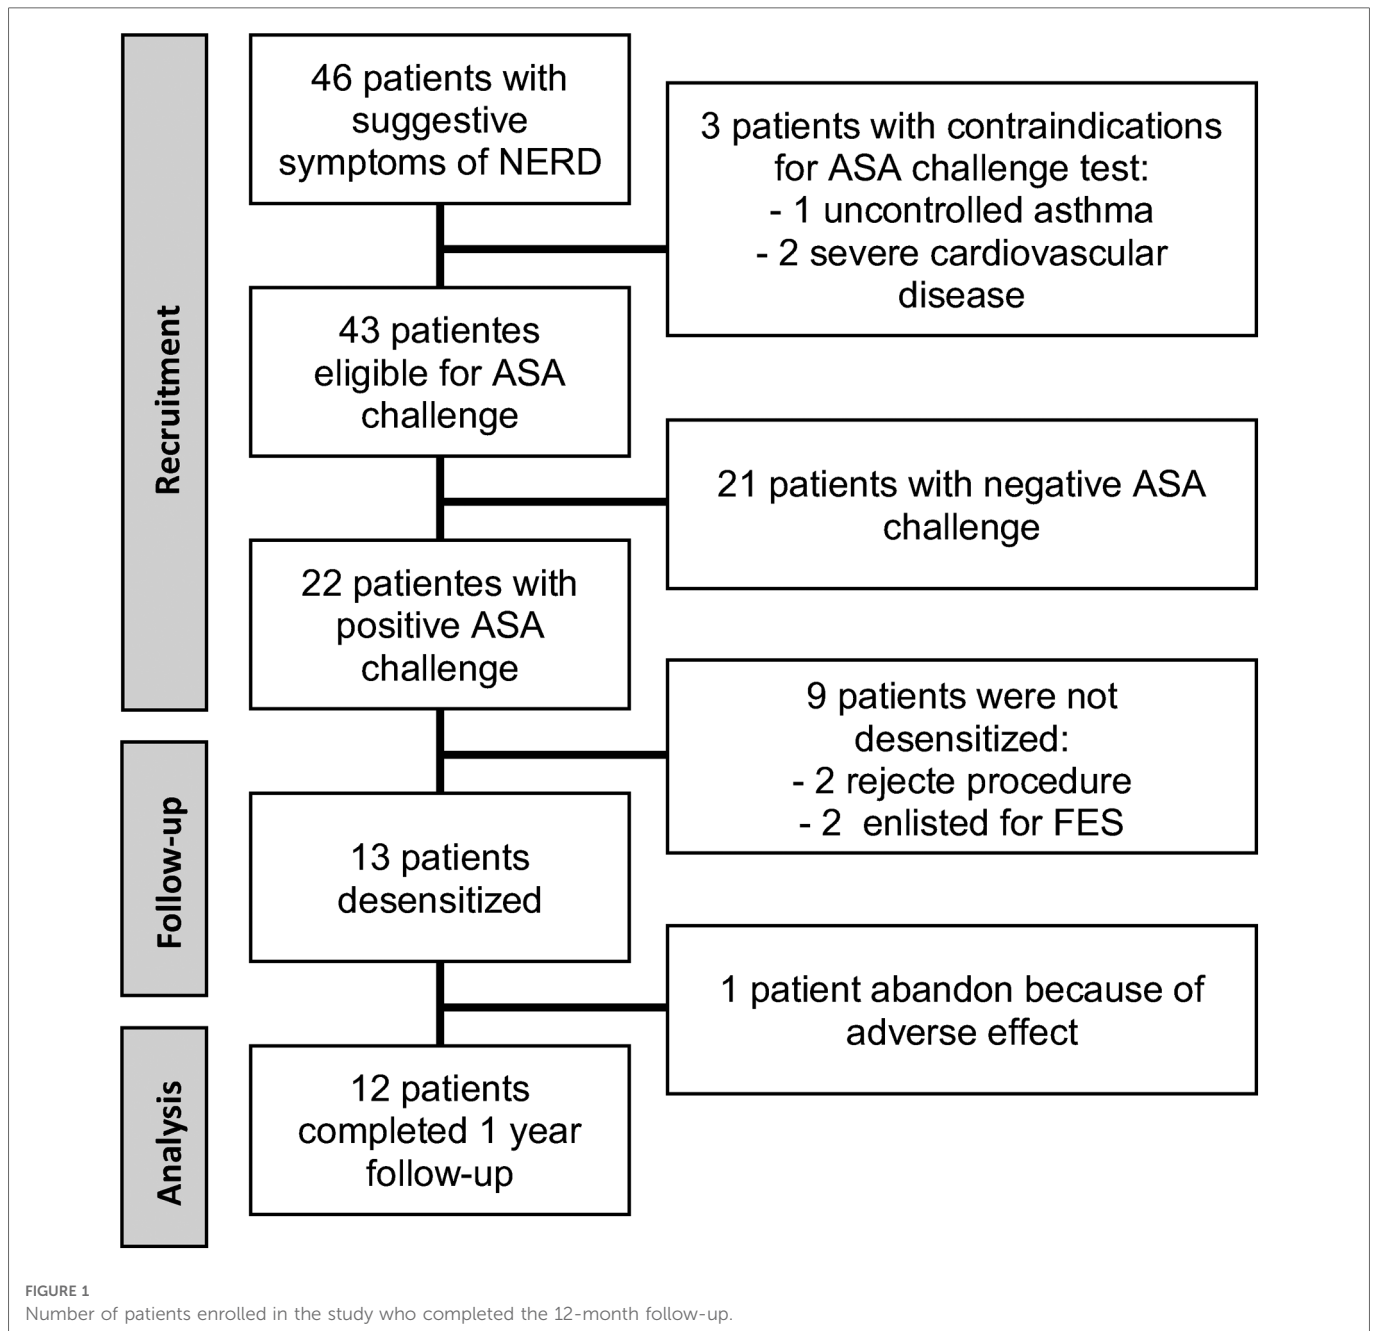 Recruitment
46 patients with
suggestive
symptoms of NERD
3 patients with contraindications
for ASA challenge test:
- 1 uncontrolled asthma
- 2 severe cardiovascular
disease
43 patientes
eligible for ASA
challenge
21 patients with negative ASA
challenge
22 patientes with
positive ASA
challenge
9 patients were not
desensitized:
- 2 rejecte procedure
- 2  enlisted for FES
Follow-up
13 patients
desensitized
1 patient abandon because of
adverse effect
Analysis
12 patients
completed 1 year
follow-up
FIGURE 1
Number of patients enrolled in the study who completed the 12-month follow-up.